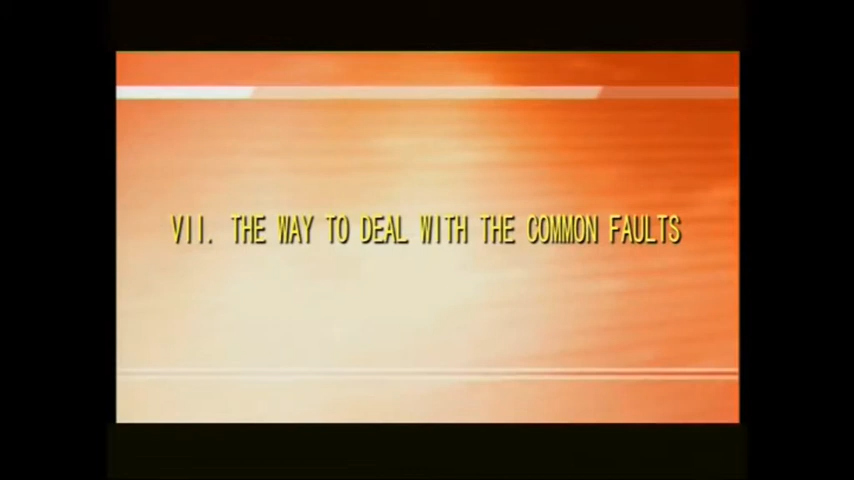 VII. THE WAY TO DEAL WITH THE COMMON FAULTS